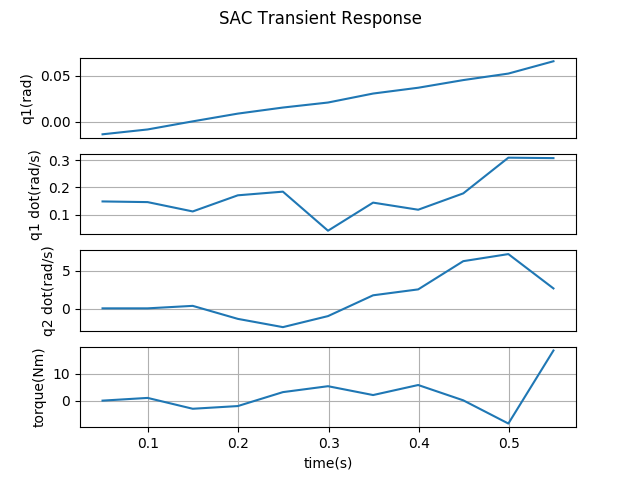 SAC Transient Response
q1(rad)
0.05
0.00
q1 dot(rad/s)
0.3
0.2
0.1
q2 dot(rad/s)
5
0
torque(Nm)
10
0
0.1 0.2 0.3 0.4 0.5
time(s)